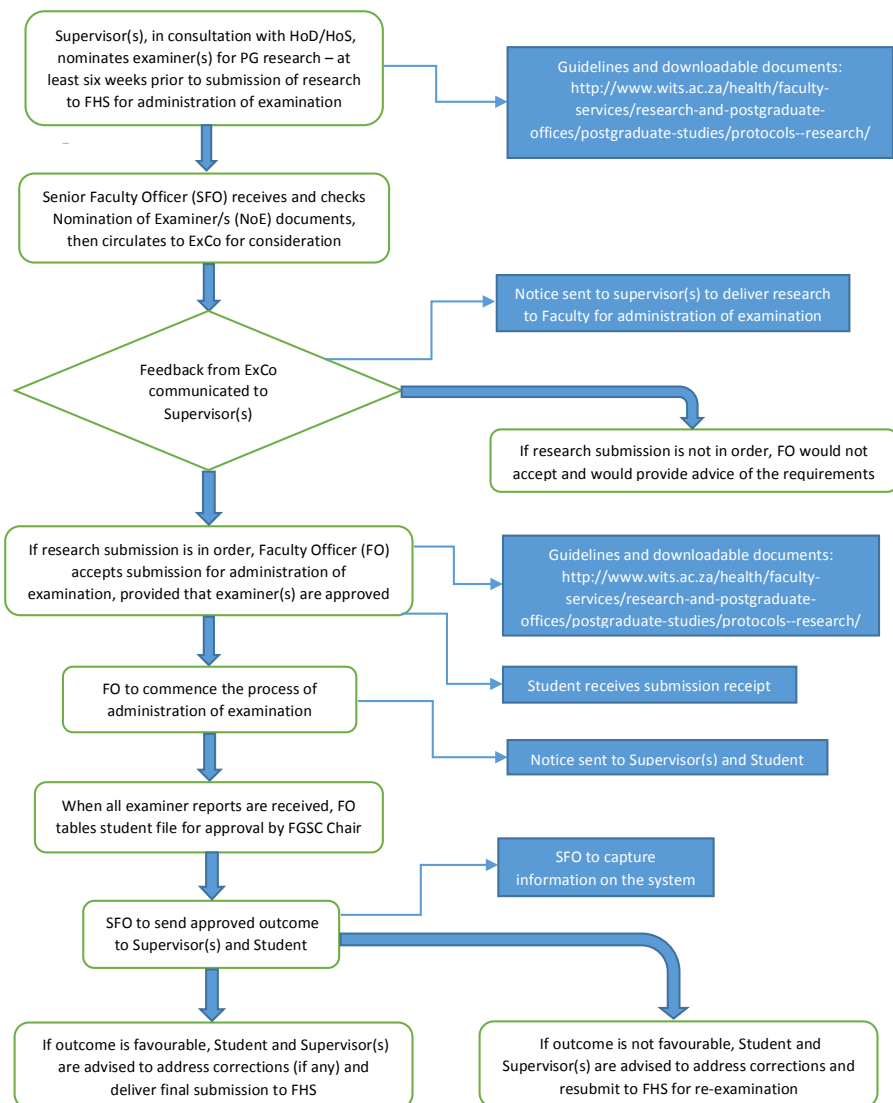 Supervisor(s), in consultation with HoD/HoS,
nominates examiner(s) for PG research – at
least six weeks prior to submission of research
to FHS for administration of examination
Guidelines and downloadable documents:
http://www.wits.ac.za/health/faculty-
services/research-and-postgraduate-
offices/postgraduate-studies/protocols--research/
Senior Faculty Officer (SFO) receives and checks
Nomination of Examiner/s (NoE) documents,
then circulates to ExCo for consideration
Notice sent to supervisor(s) to deliver research
to Faculty for administration of examination
Feedback from ExCo
communicated to
Supervisor(s)
If research submission is not in order, FO would not
accept and would provide advice of the requirements
If research submission is in order, Faculty Officer (FO)
accepts submission for administration of
examination, provided that examiner(s) are approved
Guidelines and downloadable documents:
http://www.wits.ac.za/health/faculty-
services/research-and-postgraduate-
offices/postgraduate-studies/protocols--research/
Student receives submission receipt
FO to commence the process of
administration of examination
Notice sent to Supervisor(s) and Student
When all examiner reports are received, FO
tables student file for approval by FGSC Chair
SFO to capture
information on the system
SFO to send approved outcome
to Supervisor(s) and Student
If outcome is favourable, Student and Supervisor(s)
are advised to address corrections (if any) and
deliver final submission to FHS
If outcome is not favourable, Student and
Supervisor(s) are advised to address corrections and
resubmit to FHS for re-examination